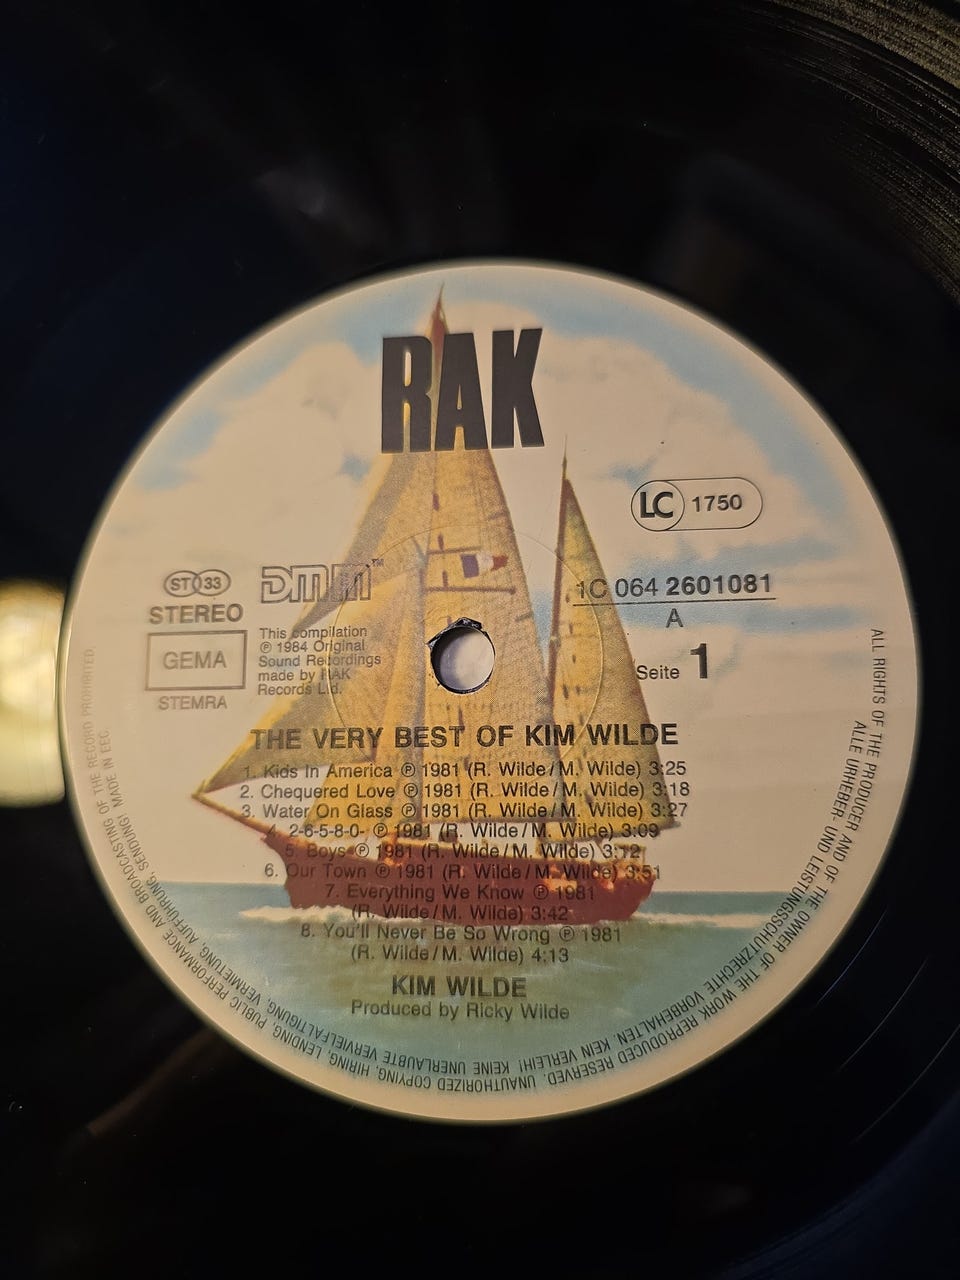 RAK
LC 1750
ST 33
STEREO
DMM™
GEMA
STEMRA
This compilation
℗ 1984 Original
Sound Recordings
made by RAK
Records Ltd.
1C 064 2601081
A
Seite 1
THE VERY BEST OF KIM WILDE
1. Kids In America ℗ 1981 (R. Wilde/M. Wilde) 3:25
2. Chequered Love ℗ 1981 (R. Wilde/M. Wilde) 3:18
3. Water On Glass ℗ 1981 (R. Wilde/M. Wilde) 3:27
4. 2-6-5-8-0- ℗ 1981 (R. Wilde/M. Wilde) 3:09
5. Boys ℗ 1981 (R. Wilde/M. Wilde) 3:12
6. Our Town ℗ 1981 (R. Wilde/M. Wilde) 3:51
7. Everything We Know ℗ 1981
(R. Wilde/M. Wilde) 3:42
8. You'll Never Be So Wrong ℗ 1981
(R. Wilde/M. Wilde) 4:13
KIM WILDE
Produced by Ricky Wilde
ALL RIGHTS OF THE PRODUCER AND OF THE OWNER OF THE WORK REPRODUCED RESERVED. UNAUTHORIZED COPYING, HIRING, LENDING, PUBLIC PERFORMANCE AND BROADCASTING OF THE RECORD PROHIBITED.
ALLE URHEBER- UND LEISTUNGSSCHUTZRECHTE VORBEHALTEN. KEIN VERLEIH! KEINE UNERLAUBTE VERVIELFÄLTIGUNG, VERMIETUNG, AUFFÜHRUNG, SENDUNG! MADE IN EEC.